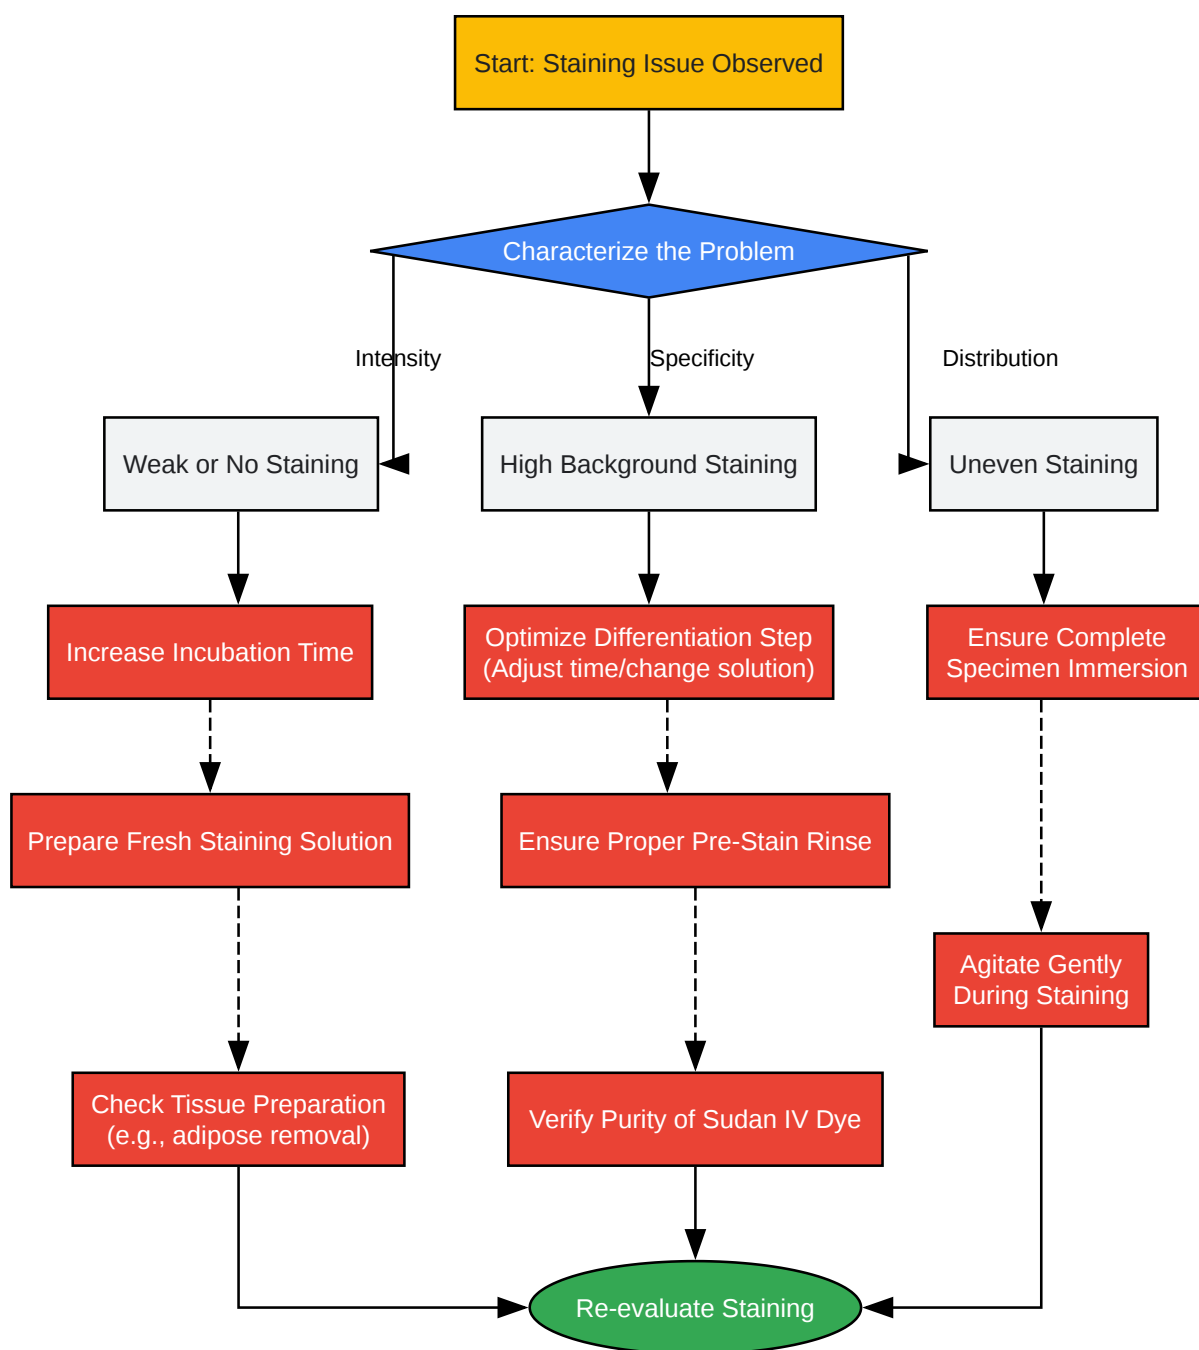 Start: Staining Issue Observed
Characterize the Problem
Intensity
Specificity
Distribution
Weak or No Staining
High Background Staining
Uneven Staining
Increase Incubation Time
Optimize Differentiation Step
(Adjust time/change solution)
Ensure Complete
Specimen Immersion
Prepare Fresh Staining Solution
Ensure Proper Pre-Stain Rinse
Agitate Gently
During Staining
Check Tissue Preparation
(e.g., adipose removal)
Verify Purity of Sudan IV Dye
Re-evaluate Staining